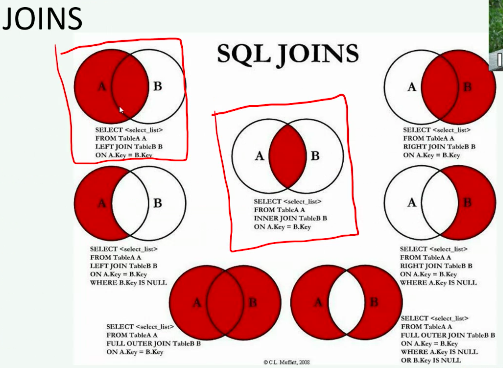 JOINS
SQL JOINS
A B
SELECT <select_list>
FROM TableA A
LEFT JOIN TableB B
ON A.Key = B.Key
A B
SELECT <select_list>
FROM TableA A
INNER JOIN TableB B
ON A.Key = B.Key
A B
SELECT <select_list>
FROM TableA A
RIGHT JOIN TableB B
ON A.Key = B.Key
A B
SELECT <select_list>
FROM TableA A
LEFT JOIN TableB B
ON A.Key = B.Key
WHERE B.Key IS NULL
A B
SELECT <select_list>
FROM TableA A
RIGHT JOIN TableB B
ON A.Key = B.Key
WHERE A.Key IS NULL
A B
SELECT <select_list>
FROM TableA A
FULL OUTER JOIN TableB B
ON A.Key = B.Key
A B
SELECT <select_list>
FROM TableA A
FULL OUTER JOIN TableB B
ON A.Key = B.Key
WHERE A.Key IS NULL
OR B.Key IS NULL
© C.L. Moffatt, 2008